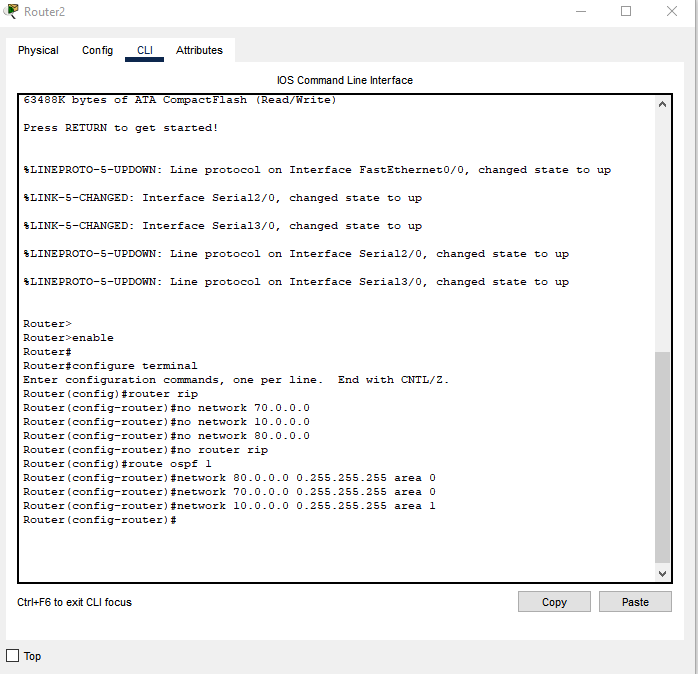 Router2
Physical Config CLI Attributes
IOS Command Line Interface
63488K bytes of ATA CompactFlash (Read/Write)
Press RETURN to get started!
%LINEPROTO-5-UPDOWN: Line protocol on Interface FastEthernet0/0, changed state to up
%LINK-5-CHANGED: Interface Serial2/0, changed state to up
%LINK-5-CHANGED: Interface Serial3/0, changed state to up
%LINEPROTO-5-UPDOWN: Line protocol on Interface Serial2/0, changed state to up
%LINEPROTO-5-UPDOWN: Line protocol on Interface Serial3/0, changed state to up
Router>
Router>enable
Router#
Router#configure terminal
Enter configuration commands, one per line.  End with CNTL/Z.
Router(config)#router rip
Router(config-router)#no network 70.0.0.0
Router(config-router)#no network 10.0.0.0
Router(config-router)#no network 80.0.0.0
Router(config-router)#no router rip
Router(config)#route ospf 1
Router(config-router)#network 80.0.0.0 0.255.255.255 area 0
Router(config-router)#network 70.0.0.0 0.255.255.255 area 0
Router(config-router)#network 10.0.0.0 0.255.255.255 area 1
Router(config-router)#
Ctrl+F6 to exit CLI focus
Copy Paste
Top